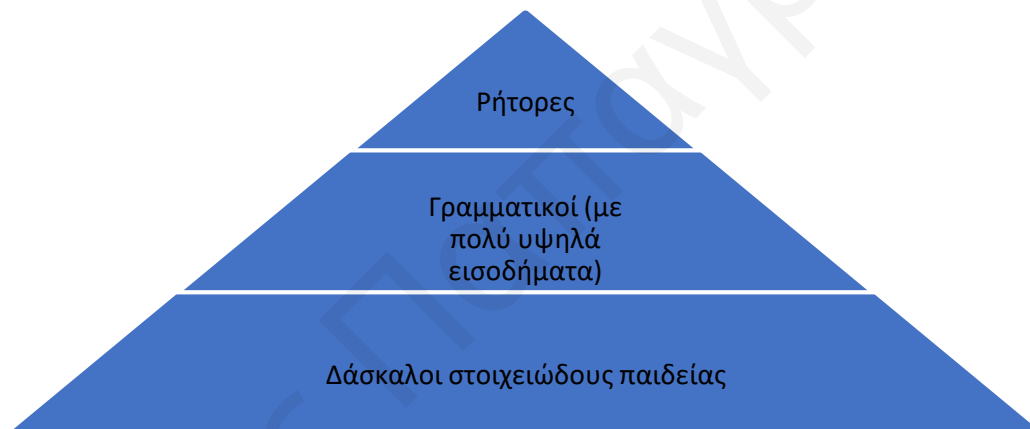 Ρήτορες
Γραμματικοί (με
πολύ υψηλά
εισοδήματα)
Δάσκαλοι στοιχειώδους παιδείας